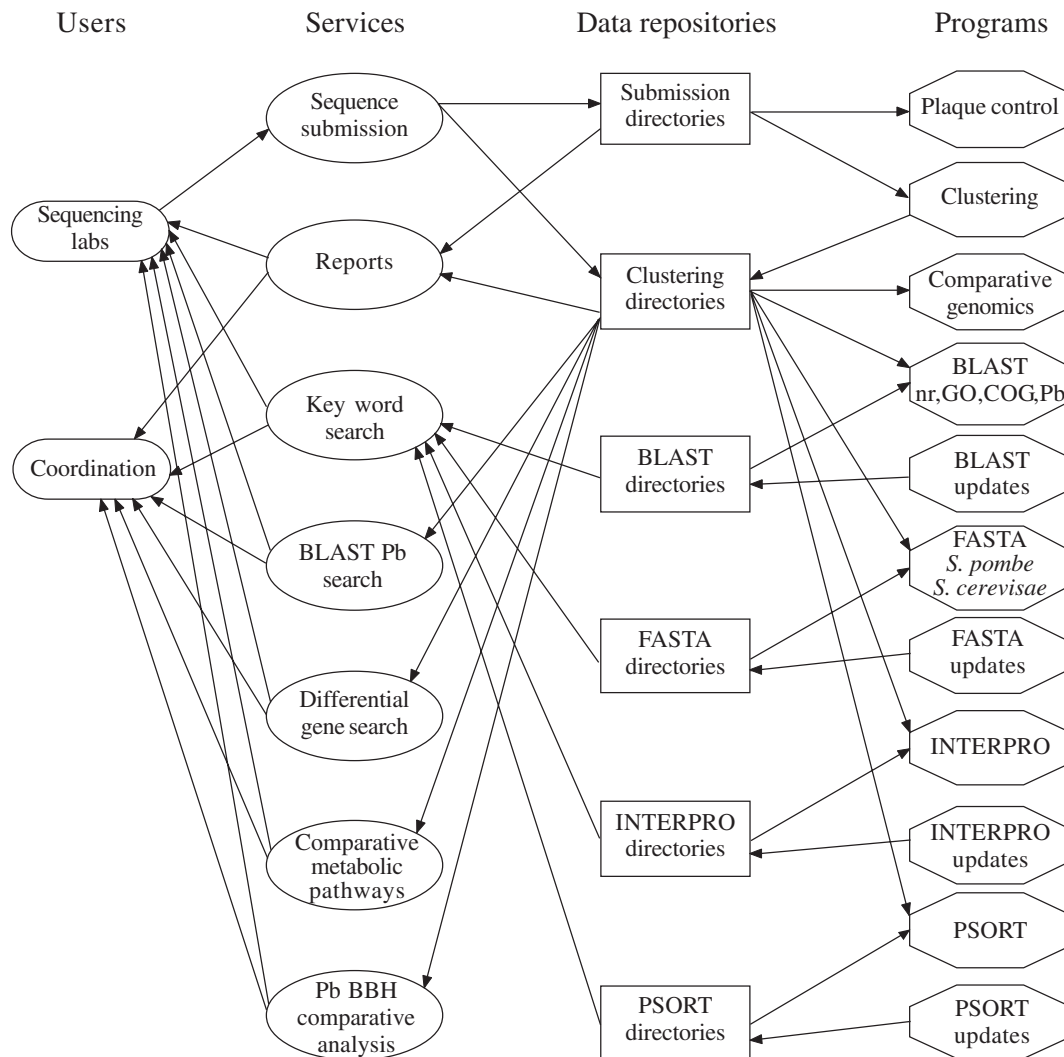 Users
Services
Data repositories
Programs
Sequence
submission
Submission
directories
Plaque control
Clustering
Sequencing
labs
Reports
Clustering
directories
Comparative
genomics
BLAST
nr,GO,COG,Pb
Key word
search
Coordination
BLAST
directories
BLAST
updates
BLAST Pb
search
FASTA
S. pombe
S. cerevisae
FASTA
directories
FASTA
updates
Differential
gene search
INTERPRO
INTERPRO
directories
INTERPRO
updates
Comparative
metabolic
pathways
PSORT
Pb BBH
comparative
analysis
PSORT
directories
PSORT
updates